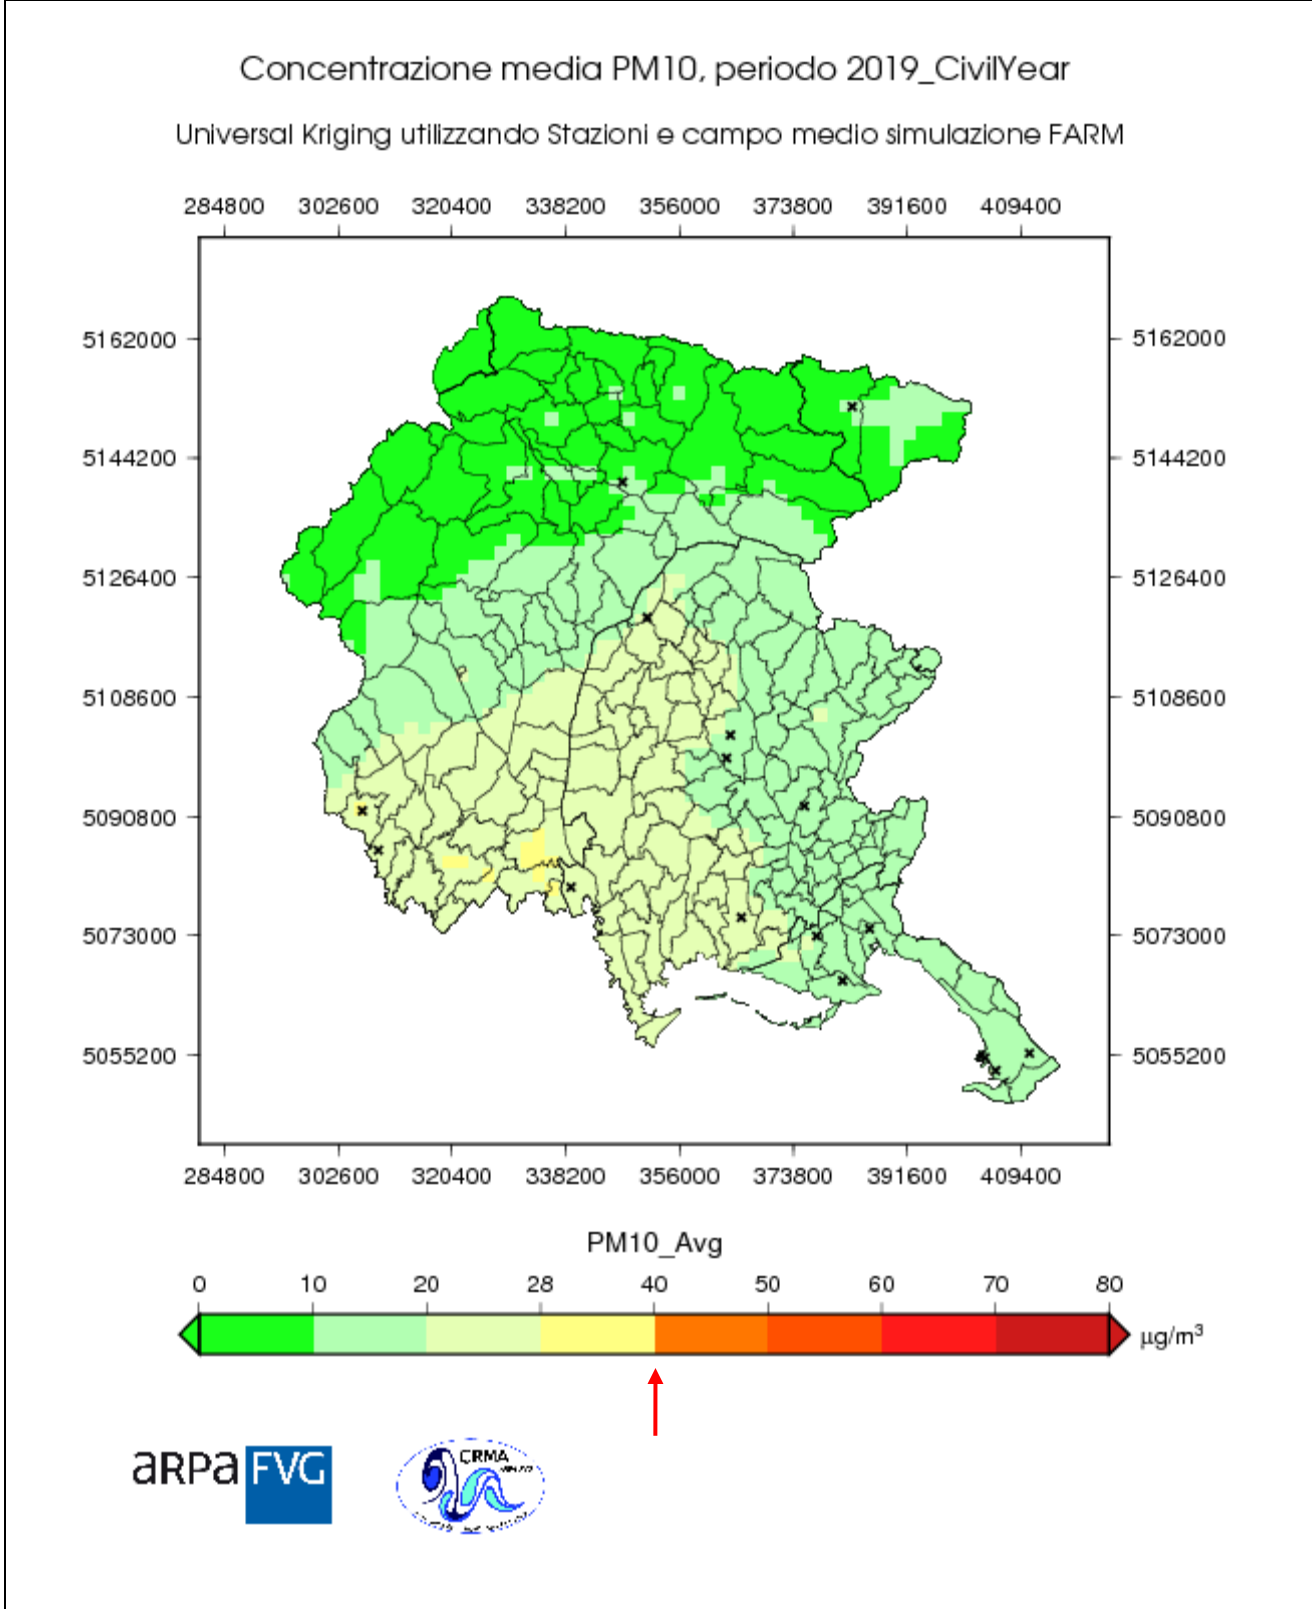 Concentrazione media PM10, periodo 2019_CivilYear
Universal Kriging utilizzando Stazioni e campo medio simulazione FARM
284800 302600 320400 338200 356000 373800 391600 409400
5162000 5162000
5144200 5144200
5126400 5126400
5108600 5108600
5090800 5090800
5073000 5073000
5055200 5055200
284800 302600 320400 338200 356000 373800 391600 409400
PM10_Avg
0 10 20 28 40 50 60 70 80
µg/m³
aRPa FVG
CRMA